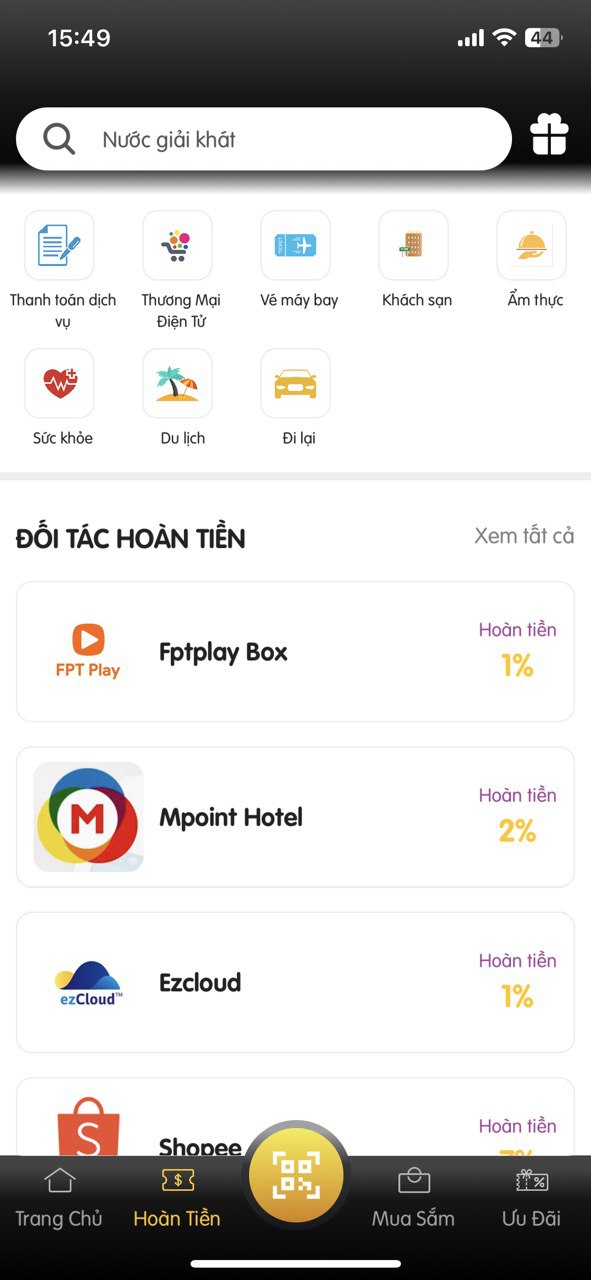 15:49
44
Nước giải khát
Thanh toán dịch vụ
Thương Mại Điện Tử
Vé máy bay
Khách sạn
Ẩm thực
Sức khỏe
Du lịch
Đi lại
ĐỐI TÁC HOÀN TIỀN
Xem tất cả
FPT Play
Fptplay Box
Hoàn tiền
1%
M
Mpoint Hotel
Hoàn tiền
2%
ezCloud™
Ezcloud
Hoàn tiền
1%
S
Shopee
Hoàn tiền
Trang Chủ
Hoàn Tiền
Mua Sắm
Ưu Đãi